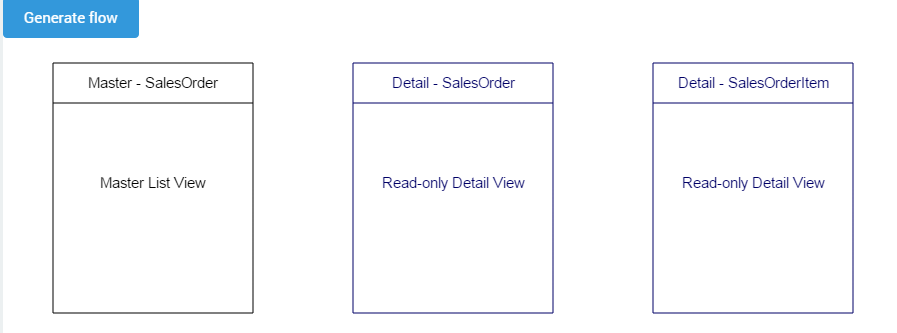 Generate flow
Master - SalesOrder
Detail - SalesOrder
Detail - SalesOrderItem
Master List View
Read-only Detail View
Read-only Detail View